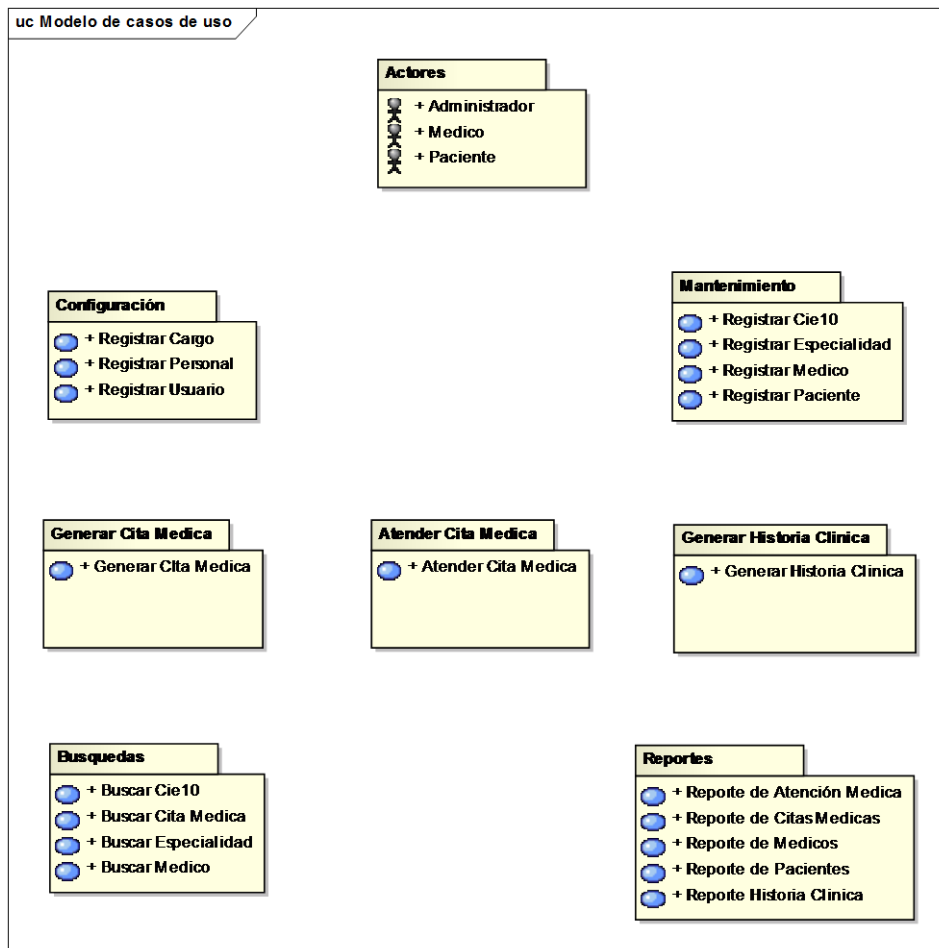 uc Modelo de casos de uso
Actores
+ Administrador
+ Medico
+ Paciente
Configuración
+ Registrar Cargo
+ Registrar Personal
+ Registrar Usuario
Mantenimiento
+ Registrar Cie10
+ Registrar Especialidad
+ Registrar Medico
+ Registrar Paciente
Generar Cita Medica
+ Generar CIta Medica
Atender Cita Medica
+ Atender Cita Medica
Generar Historia Clinica
+ Generar Historia Clinica
Busquedas
+ Buscar Cie10
+ Buscar Cita Medica
+ Buscar Especialidad
+ Buscar Medico
Reportes
+ Reporte de Atención Medica
+ Reporte de Citas Medicas
+ Reporte de Medicos
+ Reporte de Pacientes
+ Reporte Historia Clinica